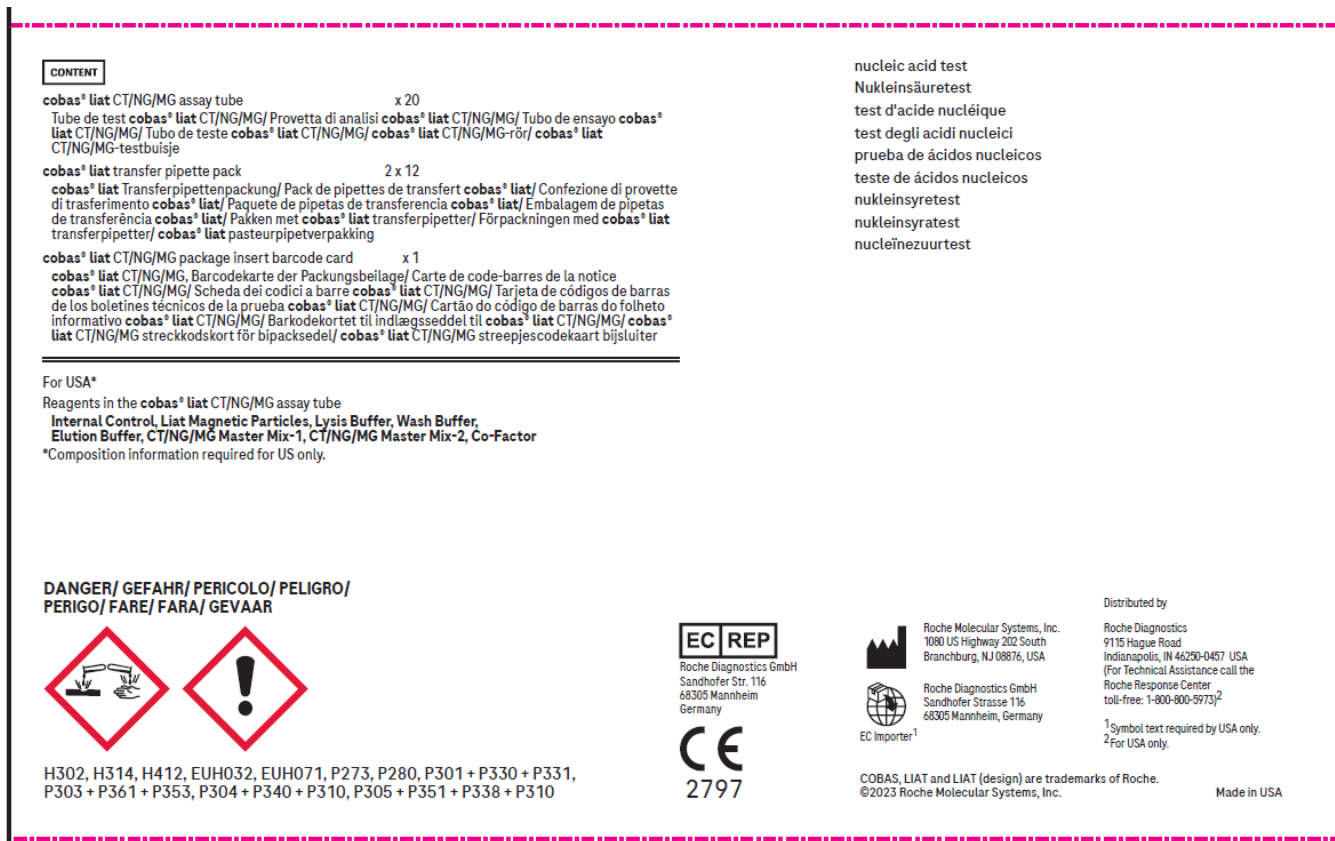 CONTENT
cobas® liat CT/NG/MG assay tube x 20
Tube de test cobas® liat CT/NG/MG/ Provetta di analisi cobas® liat CT/NG/MG/ Tubo de ensayo cobas®
liat CT/NG/MG/ Tubo de teste cobas® liat CT/NG/MG/ cobas® liat CT/NG/MG-rör/ cobas® liat
CT/NG/MG-testbuisje
cobas® liat transfer pipette pack 2 x 12
cobas® liat Transferpipettenpackung/ Pack de pipettes de transfert cobas® liat/ Confezione di provette
di trasferimento cobas® liat/ Paquete de pipetas de transferencia cobas® liat/ Embalagem de pipetas
de transferência cobas® liat/ Pakken met cobas® liat transferpipetter/ Förpackningen med cobas® liat
transferpipetter/ cobas® liat pasteurpipetverpakking
cobas® liat CT/NG/MG package insert barcode card x 1
cobas® liat CT/NG/MG, Barcodekarte der Packungsbeilage/ Carte de code-barres de la notice
cobas® liat CT/NG/MG/ Scheda dei codici a barre cobas® liat CT/NG/MG/ Tarjeta de códigos de barras
de los boletines técnicos de la prueba cobas® liat CT/NG/MG/ Cartão do código de barras do folheto
informativo cobas® liat CT/NG/MG/ Barkodekortet til indlægsseddel til cobas® liat CT/NG/MG/ cobas®
liat CT/NG/MG streckkodskort för bipacksedel/ cobas® liat CT/NG/MG streepjescodekaart bijsluiter
For USA*
Reagents in the cobas® liat CT/NG/MG assay tube
Internal Control, Liat Magnetic Particles, Lysis Buffer, Wash Buffer,
Elution Buffer, CT/NG/MG Master Mix-1, CT/NG/MG Master Mix-2, Co-Factor
*Composition information required for US only.
nucleic acid test
Nukleinsäuretest
test d'acide nucléique
test degli acidi nucleici
prueba de ácidos nucleicos
teste de ácidos nucleicos
nukleinsyretest
nukleinsyratest
nucleïnezuurtest
DANGER/ GEFAHR/ PERICOLO/ PELIGRO/
PERIGO/ FARE/ FARA/ GEVAAR
H302, H314, H412, EUH032, EUH071, P273, P280, P301 + P330 + P331,
P303 + P361 + P353, P304 + P340 + P310, P305 + P351 + P338 + P310
EC REP
Roche Diagnostics GmbH
Sandhofer Str. 116
68305 Mannheim
Germany
CE
2797
Roche Molecular Systems, Inc.
1080 US Highway 202 South
Branchburg, NJ 08876, USA
Roche Diagnostics GmbH
Sandhofer Strasse 116
68305 Mannheim, Germany
EC Importer1
Distributed by
Roche Diagnostics
9115 Hague Road
Indianapolis, IN 46250-0457 USA
(For Technical Assistance call the
Roche Response Center
toll-free: 1-800-800-5973)2
1Symbol text required by USA only.
2For USA only.
COBAS, LIAT and LIAT (design) are trademarks of Roche.
©2023 Roche Molecular Systems, Inc.
Made in USA